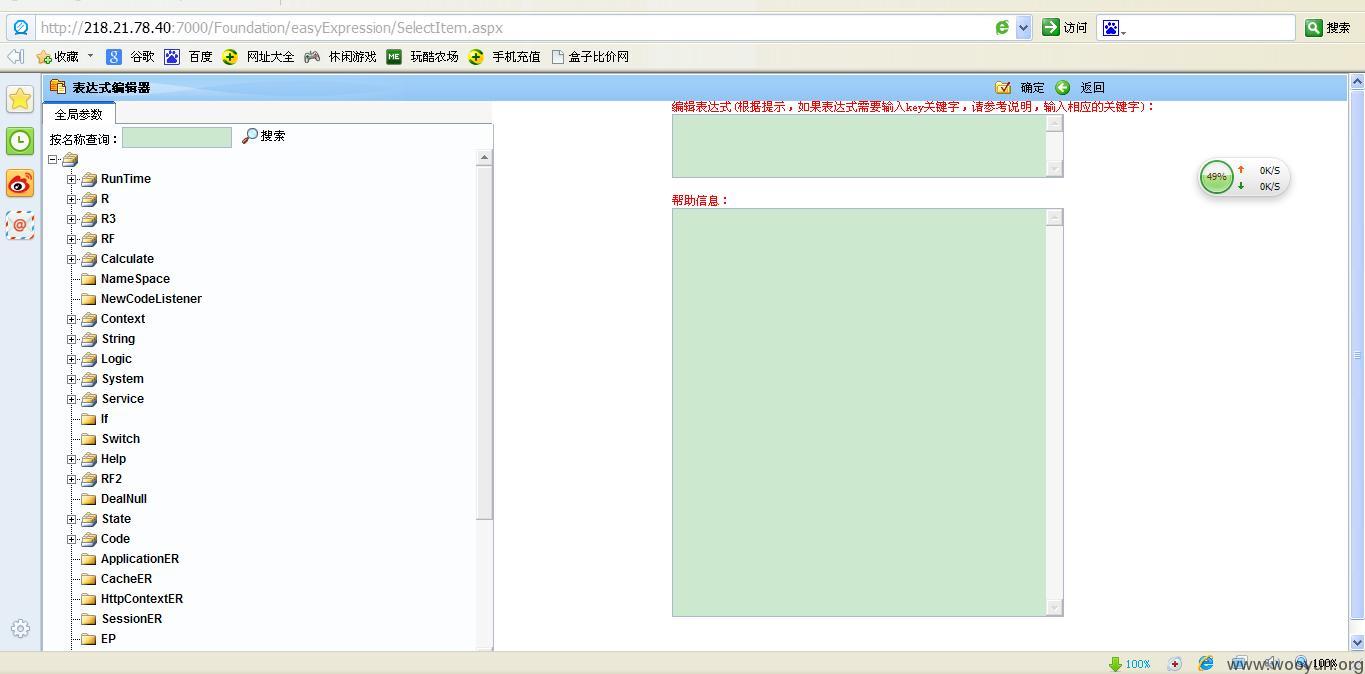 http://218.21.78.40:7000/Foundation/easyExpression/SelectItem.aspx
访问
搜索
收藏 谷歌 百度 网址大全 休闲游戏 ME 玩酷农场 手机充值 盒子比价网
表达式编辑器
确定 返回
全局参数
按名称查询： 搜索
RunTime
R
R3
RF
Calculate
NameSpace
NewCodeListener
Context
String
Logic
System
Service
If
Switch
Help
RF2
DealNull
State
Code
ApplicationER
CacheER
HttpContextER
SessionER
EP
编辑表达式(根据提示，如果表达式需要输入key关键字，请参考说明，输入相应的关键字)：
帮助信息：
49% 0K/S
0K/S
100%
100%
www.wooyun.org